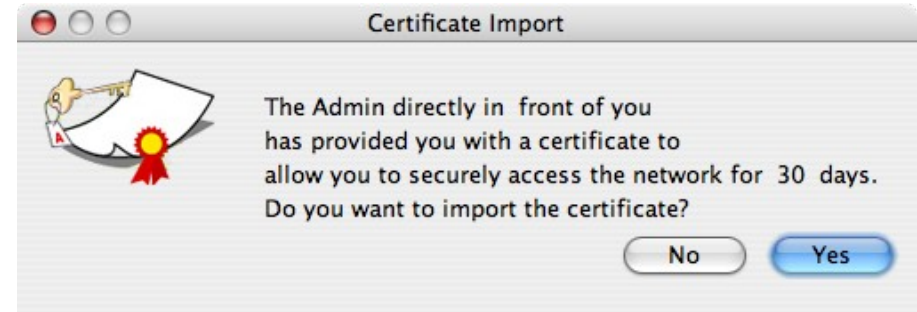 Certificate Import
A
The Admin directly in front of you
has provided you with a certificate to
allow you to securely access the network for 30 days.
Do you want to import the certificate?
No
Yes